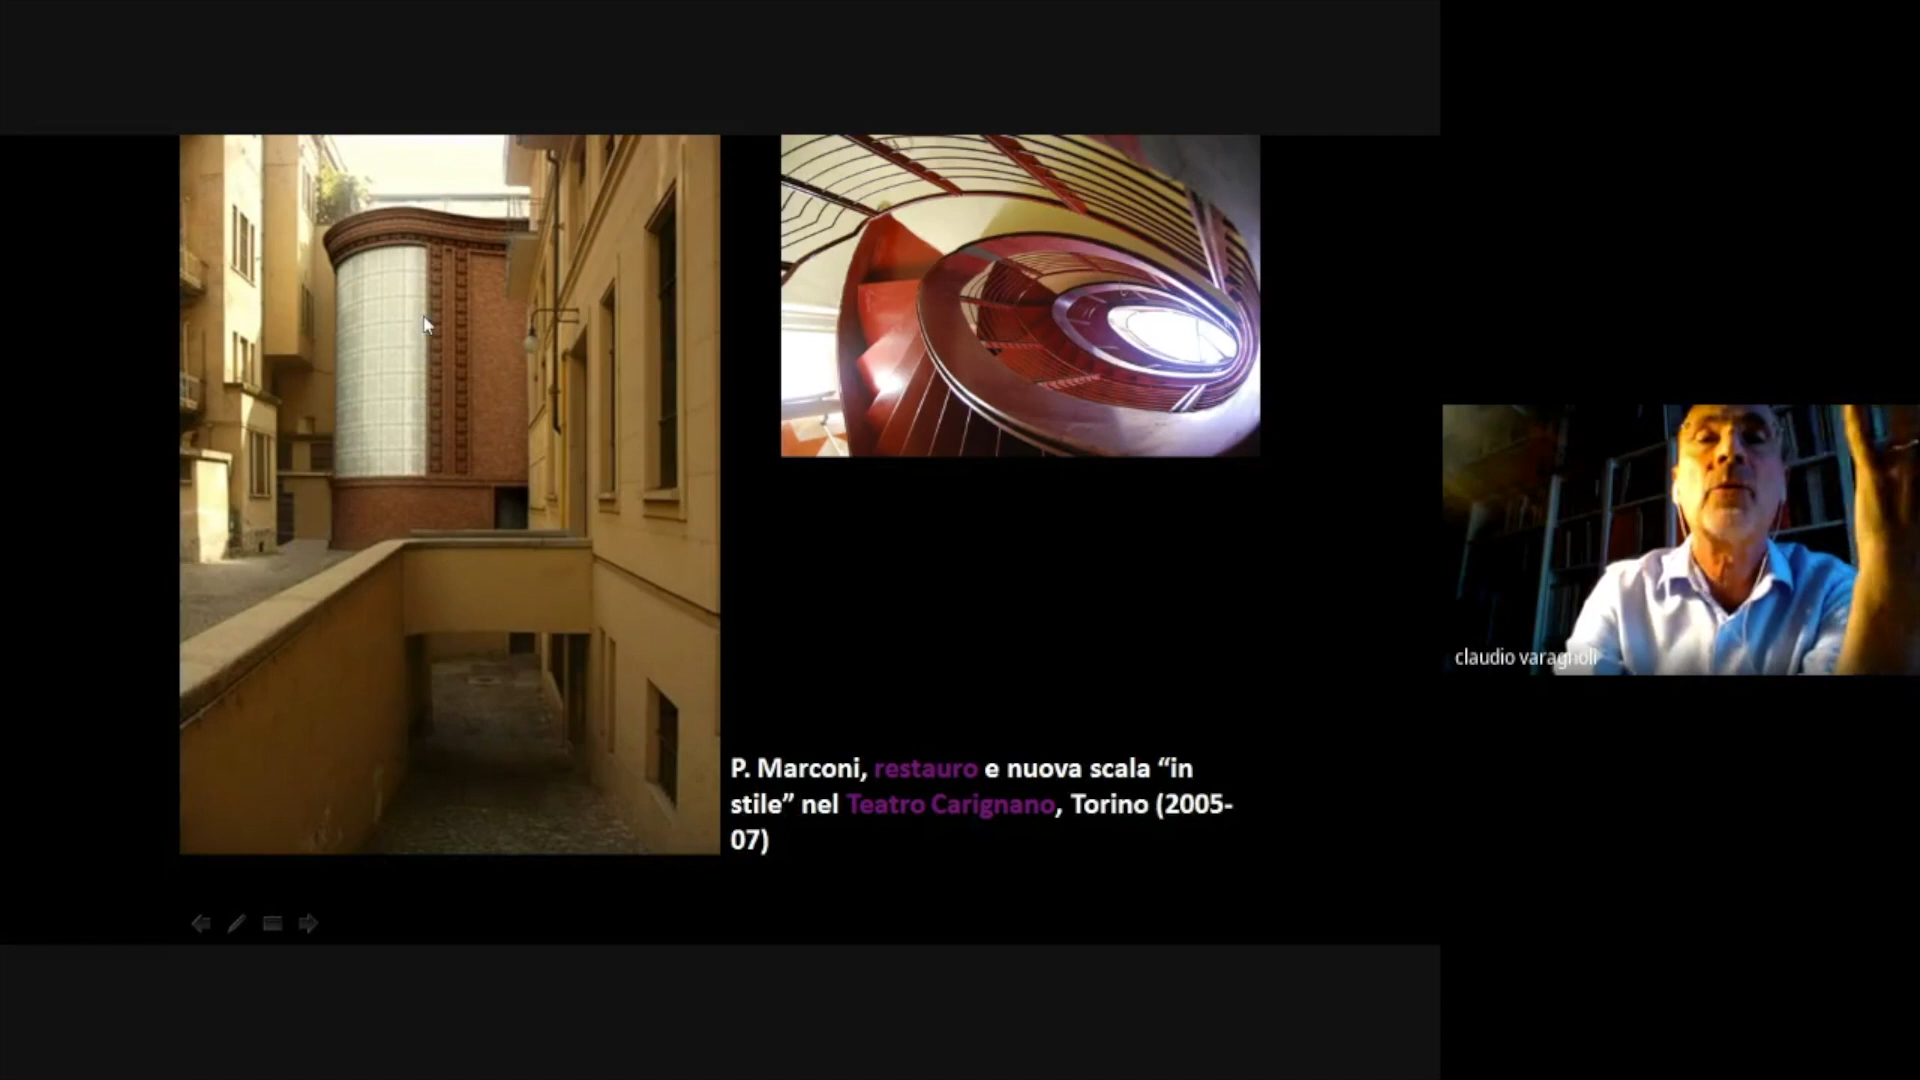 P. Marconi, restauro e nuova scala “in
stile” nel Teatro Carignano, Torino (2005-
07)
claudio varagnoli